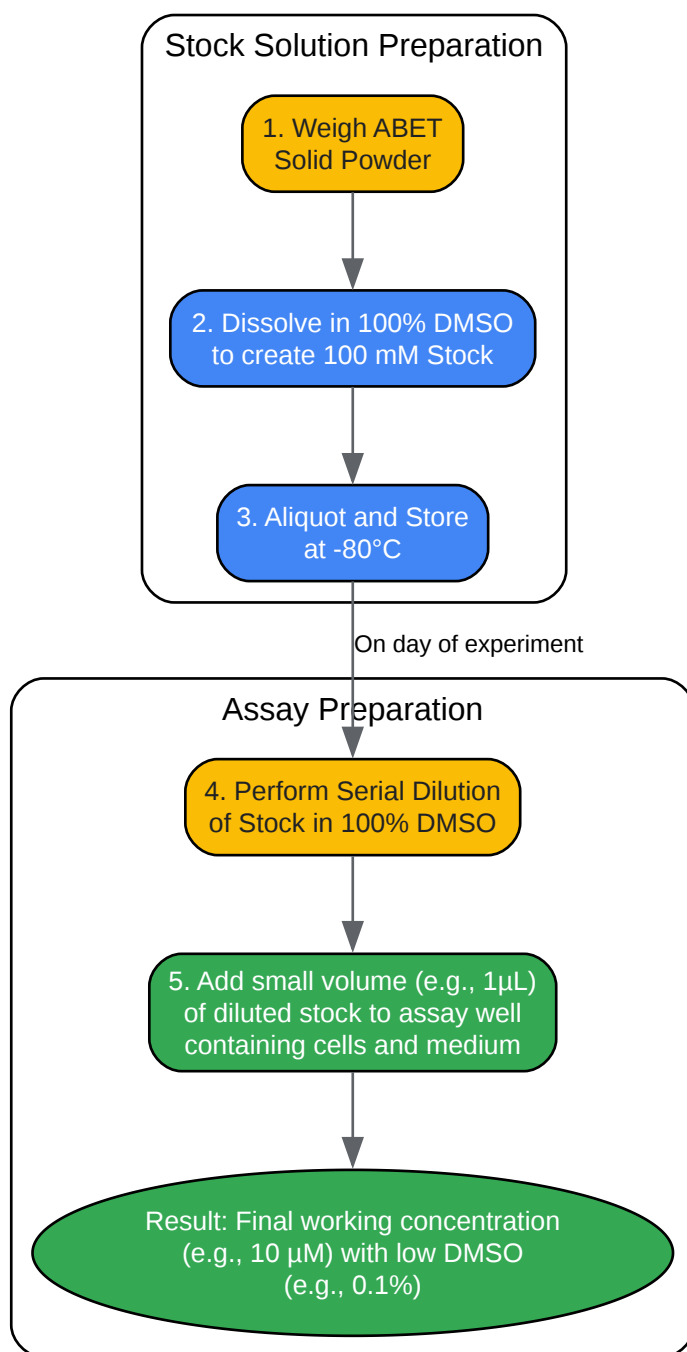 Stock Solution Preparation
1. Weigh ABET
Solid Powder
2. Dissolve in 100% DMSO
to create 100 mM Stock
3. Aliquot and Store
at -80°C
On day of experiment
Assay Preparation
4. Perform Serial Dilution
of Stock in 100% DMSO
5. Add small volume (e.g., 1µL)
of diluted stock to assay well
containing cells and medium
Result: Final working concentration
(e.g., 10 µM) with low DMSO
(e.g., 0.1%)